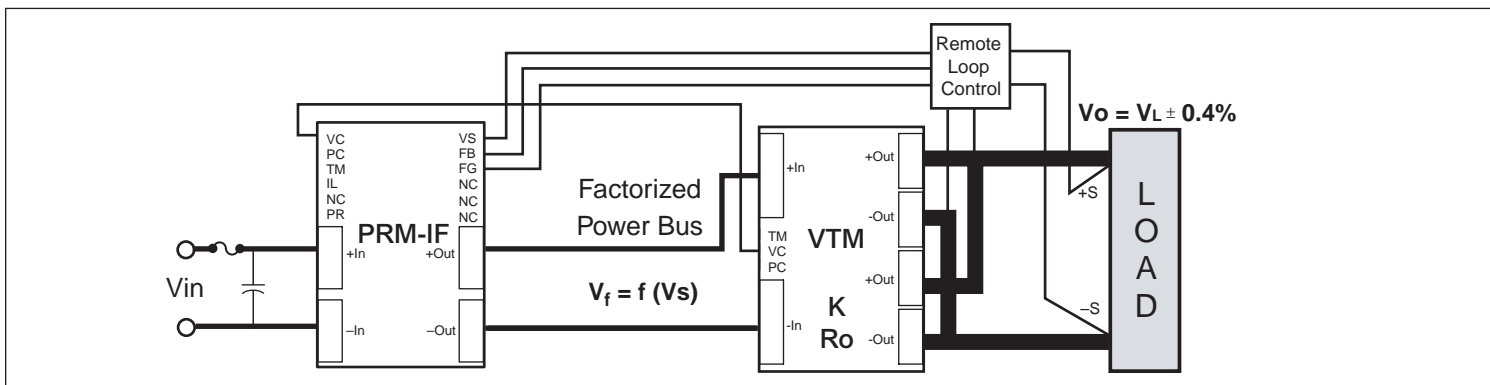 Remote
Loop
Control
Vo = VL ± 0.4%
VC
PC
TM
IL
NC
PR
VS
FB
FG
NC
NC
NC
PRM-IF
+In
+Out
–In
–Out
Vin
Factorized
Power Bus
Vf = f (Vs)
+In
TM
VC
PC
-In
VTM
K
Ro
+Out
-Out
+Out
-Out
+S
–S
L
O
A
D